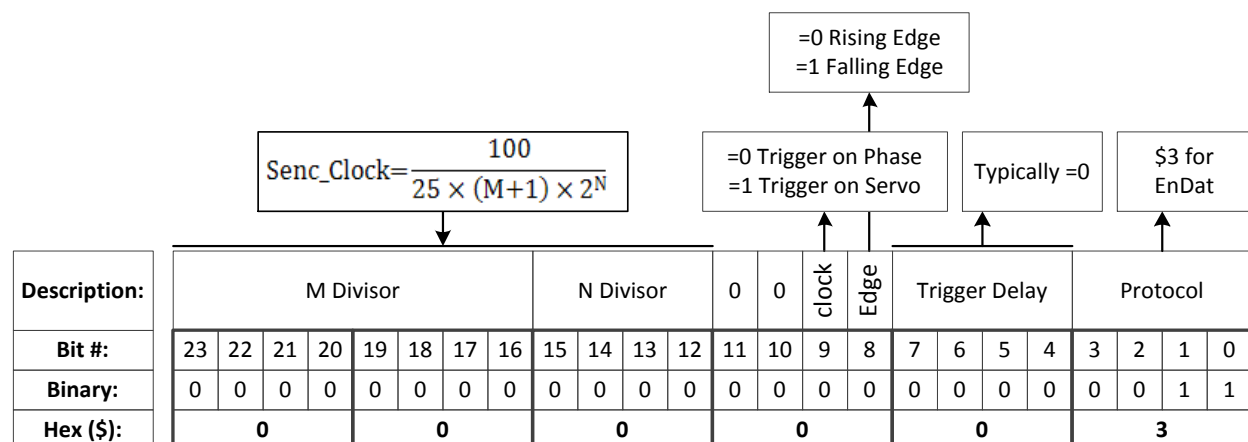 =0 Rising Edge
=1 Falling Edge
Senc_Clock= 100 / 25 × (M+1) × 2^N
=0 Trigger on Phase
=1 Trigger on Servo
Typically =0
$3 for
EnDat
Description: M Divisor N Divisor 0 0 clock Edge Trigger Delay Protocol
Bit #: 23 22 21 20 19 18 17 16 15 14 13 12 11 10 9 8 7 6 5 4 3 2 1 0
Binary: 0 0 0 0 0 0 0 0 0 0 0 0 0 0 0 0 0 0 0 0 0 0 1 1
Hex ($): 0 0 0 0 0 3